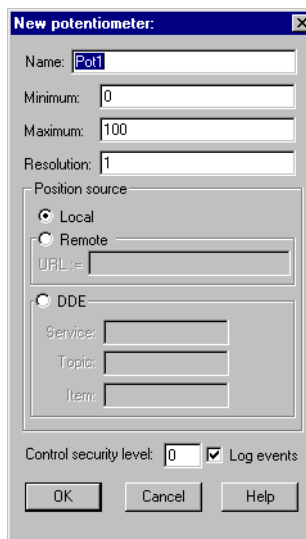 New potentiometer:
Name: Pot1
Minimum: 0
Maximum: 100
Resolution: 1
Position source
Local
Remote
URL :=
DDE
Service:
Topic:
Item:
Control security level: 0 Log events
OK Cancel Help